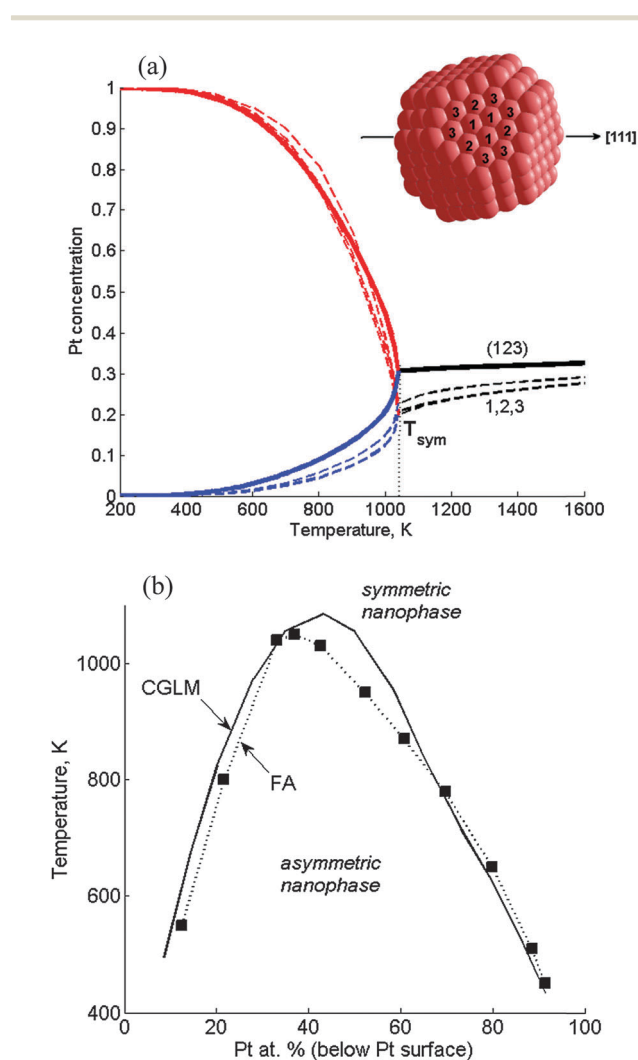 (a)
1
0.9
0.8
0.7
0.6
0.5
0.4
0.3
0.2
0.1
0
Pt concentration
3 2 3
3 1 1 3
2 1 2
3 3
[111]
(123)
1,2,3
T_sym
200 400 600 800 1000 1200 1400 1600
Temperature, K
(b)
symmetric
nanophase
CGLM
FA
asymmetric
nanophase
1000
800
600
400
Temperature, K
0 20 40 60 80 100
Pt at. % (below Pt surface)